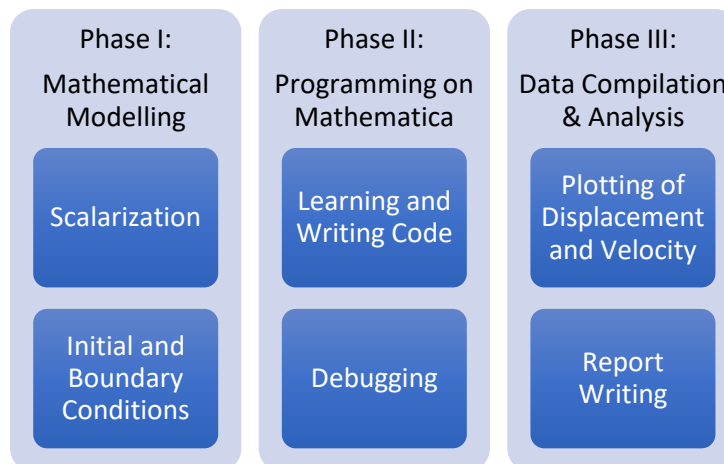 Phase I:
Mathematical
Modelling
Scalarization
Initial and
Boundary
Conditions
Phase II:
Programming on
Mathematica
Learning and
Writing Code
Debugging
Phase III:
Data Compilation
& Analysis
Plotting of
Displacement
and Velocity
Report
Writing